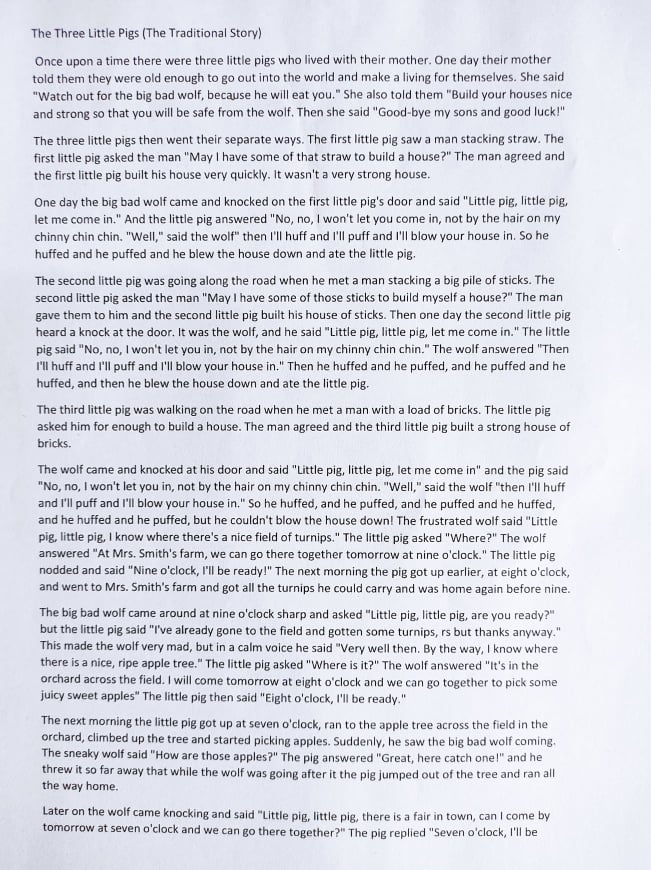 The Three Little Pigs (The Traditional Story)
Once upon a time there were three little pigs who lived with their mother. One day their mother
told them they were old enough to go out into the world and make a living for themselves. She said
"Watch out for the big bad wolf, because he will eat you." She also told them "Build your houses nice
and strong so that you will be safe from the wolf. Then she said "Good-bye my sons and good luck!"
The three little pigs then went their separate ways. The first little pig saw a man stacking straw. The
first little pig asked the man "May I have some of that straw to build a house?" The man agreed and
the first little pig built his house very quickly. It wasn't a very strong house.
One day the big bad wolf came and knocked on the first little pig's door and said "Little pig, little pig,
let me come in." And the little pig answered "No, no, I won't let you come in, not by the hair on my
chinny chin chin. "Well," said the wolf" then I'll huff and I'll puff and I'll blow your house in. So he
huffed and he puffed and he blew the house down and ate the little pig.
The second little pig was going along the road when he met a man stacking a big pile of sticks. The
second little pig asked the man "May I have some of those sticks to build myself a house?" The man
gave them to him and the second little pig built his house of sticks. Then one day the second little pig
heard a knock at the door. It was the wolf, and he said "Little pig, little pig, let me come in." The little
pig said "No, no, I won't let you in, not by the hair on my chinny chin chin." The wolf answered "Then
I'll huff and I'll puff and I'll blow your house in." Then he huffed and he puffed, and he puffed and he
huffed, and then he blew the house down and ate the little pig.
The third little pig was walking on the road when he met a man with a load of bricks. The little pig
asked him for enough to build a house. The man agreed and the third little pig built a strong house of
bricks.
The wolf came and knocked at his door and said "Little pig, little pig, let me come in" and the pig said
"No, no, I won't let you in, not by the hair on my chinny chin chin. "Well," said the wolf "then I'll huff
and I'll puff and I'll blow your house in." So he huffed, and he puffed, and he puffed and he huffed,
and he huffed and he puffed, but he couldn't blow the house down! The frustrated wolf said "Little
pig, little pig, I know where there's a nice field of turnips." The little pig asked "Where?" The wolf
answered "At Mrs. Smith's farm, we can go there together tomorrow at nine o'clock." The little pig
nodded and said "Nine o'clock, I'll be ready!" The next morning the pig got up earlier, at eight o'clock,
and went to Mrs. Smith's farm and got all the turnips he could carry and was home again before nine.
The big bad wolf came around at nine o'clock sharp and asked "Little pig, little pig, are you ready?"
but the little pig said "I've already gone to the field and gotten some turnips, rs but thanks anyway."
This made the wolf very mad, but in a calm voice he said "Very well then. By the way, I know where
there is a nice, ripe apple tree." The little pig asked "Where is it?" The wolf answered "It's in the
orchard across the field. I will come tomorrow at eight o'clock and we can go together to pick some
juicy sweet apples" The little pig then said "Eight o'clock, I'll be ready."
The next morning the little pig got up at seven o'clock, ran to the apple tree across the field in the
orchard, climbed up the tree and started picking apples. Suddenly, he saw the big bad wolf coming.
The sneaky wolf said "How are those apples?" The pig answered "Great, here catch one!" and he
threw it so far away that while the wolf was going after it the pig jumped out of the tree and ran all
the way home.
Later on the wolf came knocking and said "Little pig, little pig, there is a fair in town, can I come by
tomorrow at seven o'clock and we can go there together?" The pig replied "Seven o'clock, I'll be